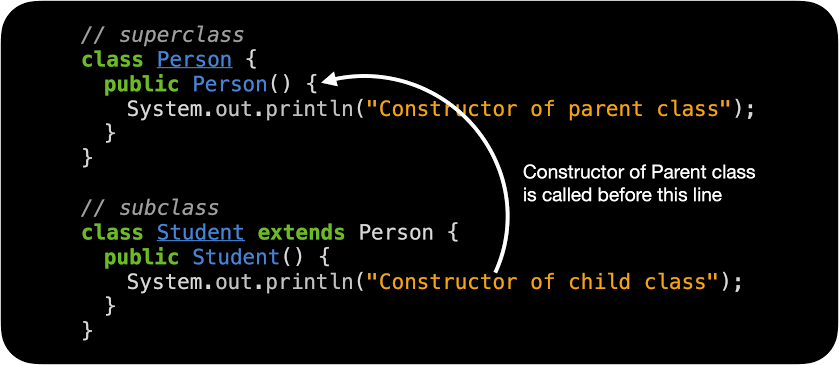 // superclass
class Person {
  public Person() {
    System.out.println("Constructor of parent class");
  }
}
Constructor of Parent class
is called before this line
// subclass
class Student extends Person {
  public Student() {
    System.out.println("Constructor of child class");
  }
}